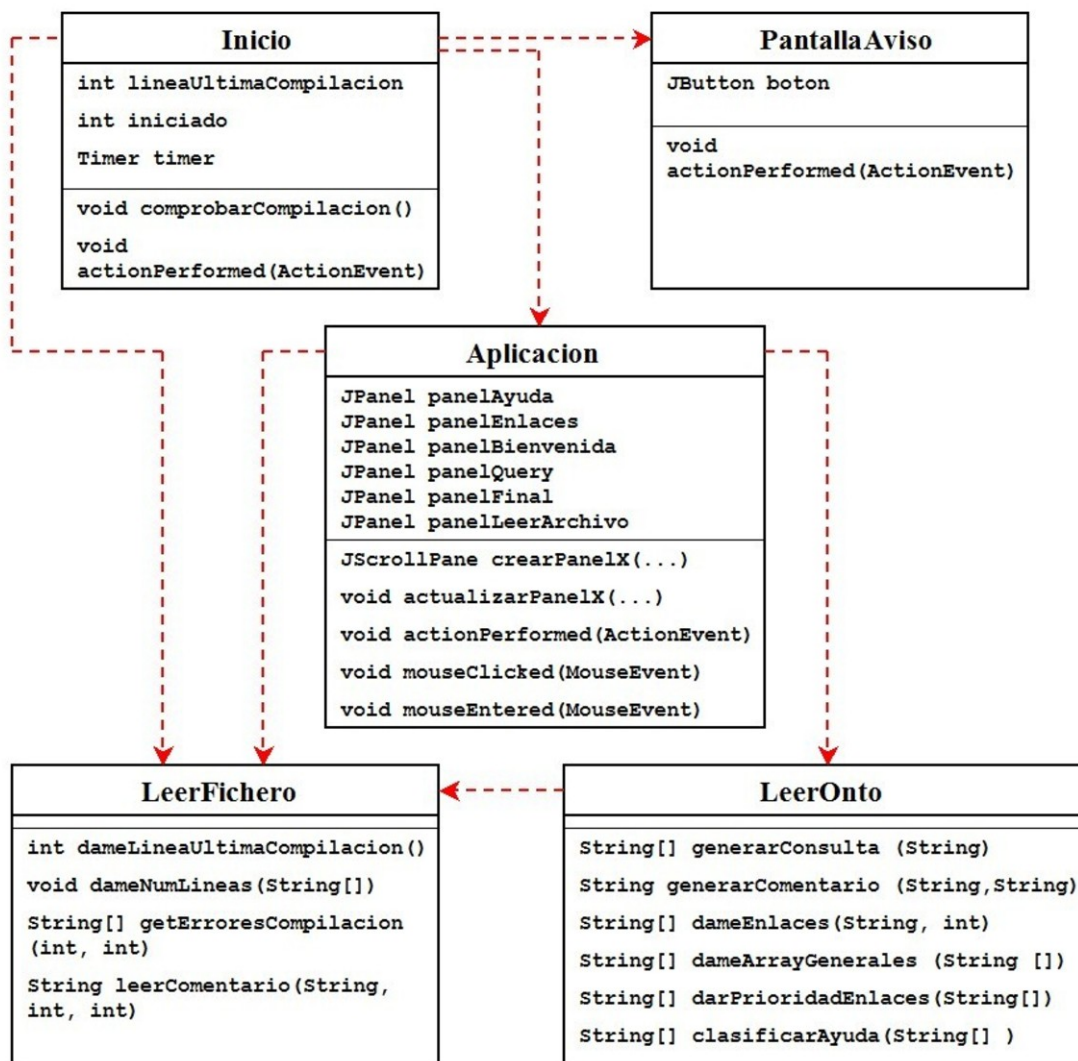 Inicio
int lineaUltimaCompilacion
int iniciado
Timer timer
void comprobarCompilacion()
void
actionPerformed(ActionEvent)
PantallaAviso
JButton boton
void
actionPerformed(ActionEvent)
Aplicacion
JPanel panelAyuda
JPanel panelEnlaces
JPanel panelBienvenida
JPanel panelQuery
JPanel panelFinal
JPanel panelLeerArchivo
JScrollPane crearPanelX(...)
void actualizarPanelX(...)
void actionPerformed(ActionEvent)
void mouseClicked(MouseEvent)
void mouseEntered(MouseEvent)
LeerFichero
int dameLineaUltimaCompilacion()
void dameNumLineas(String[])
String[] getErroresCompilacion
(int, int)
String leerComentario(String,
int, int)
LeerOnto
String[] generarConsulta (String)
String generarComentario (String,String)
String[] dameEnlaces(String, int)
String[] dameArrayGenerales (String [])
String[] darPrioridadEnlaces(String[])
String[] clasificarAyuda(String[] )